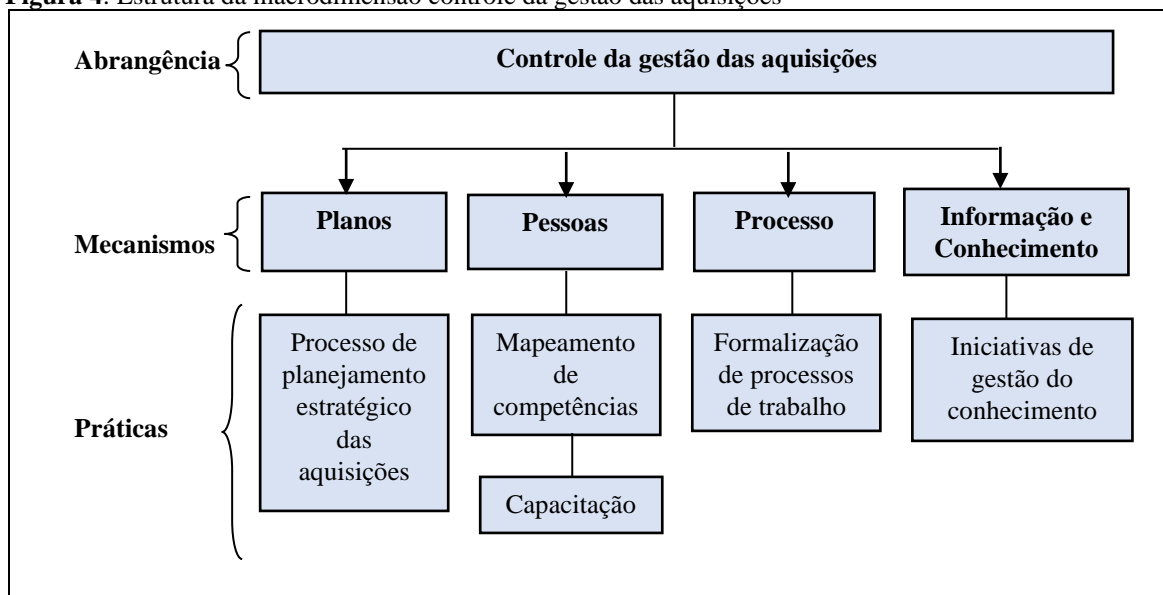 Figura 4: Estrutura da macrodimensão controle da gestão das aquisições
Abrangência
Controle da gestão das aquisições
Mecanismos
Planos
Pessoas
Processo
Informação e
Conhecimento
Práticas
Processo de
planejamento
estratégico
das
aquisições
Mapeamento
de
competências
Capacitação
Formalização
de processos
de trabalho
Iniciativas de
gestão do
conhecimento